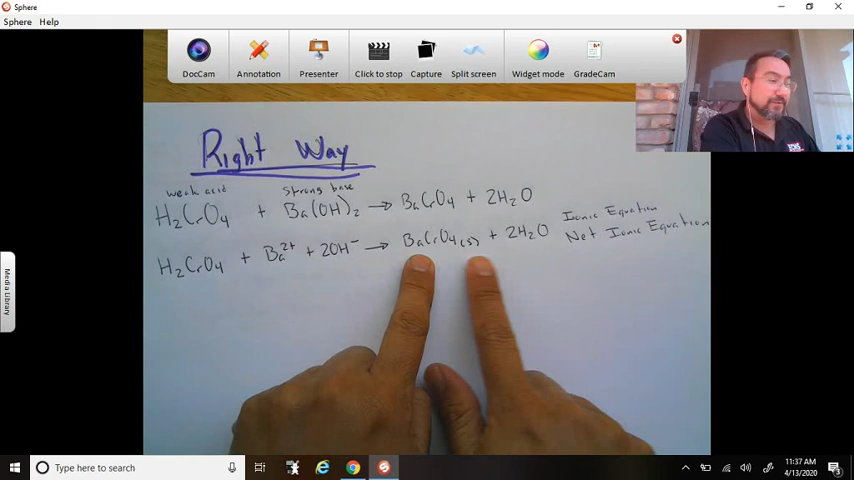 Sphere
Sphere Help
DocCam Annotation Presenter Click to stop Capture Split screen Widget mode GradeCam
Right Way
weak acid strong base
H₂CrO₄ + Ba(OH)₂ → BaCrO₄ + 2H₂O
Ionic Equation
H₂CrO₄ + Ba²⁺ + 2OH⁻ → BaCrO₄(s) + 2H₂O
Net Ionic Equation
Media Library
Type here to search
11:37 AM
4/13/2020
3